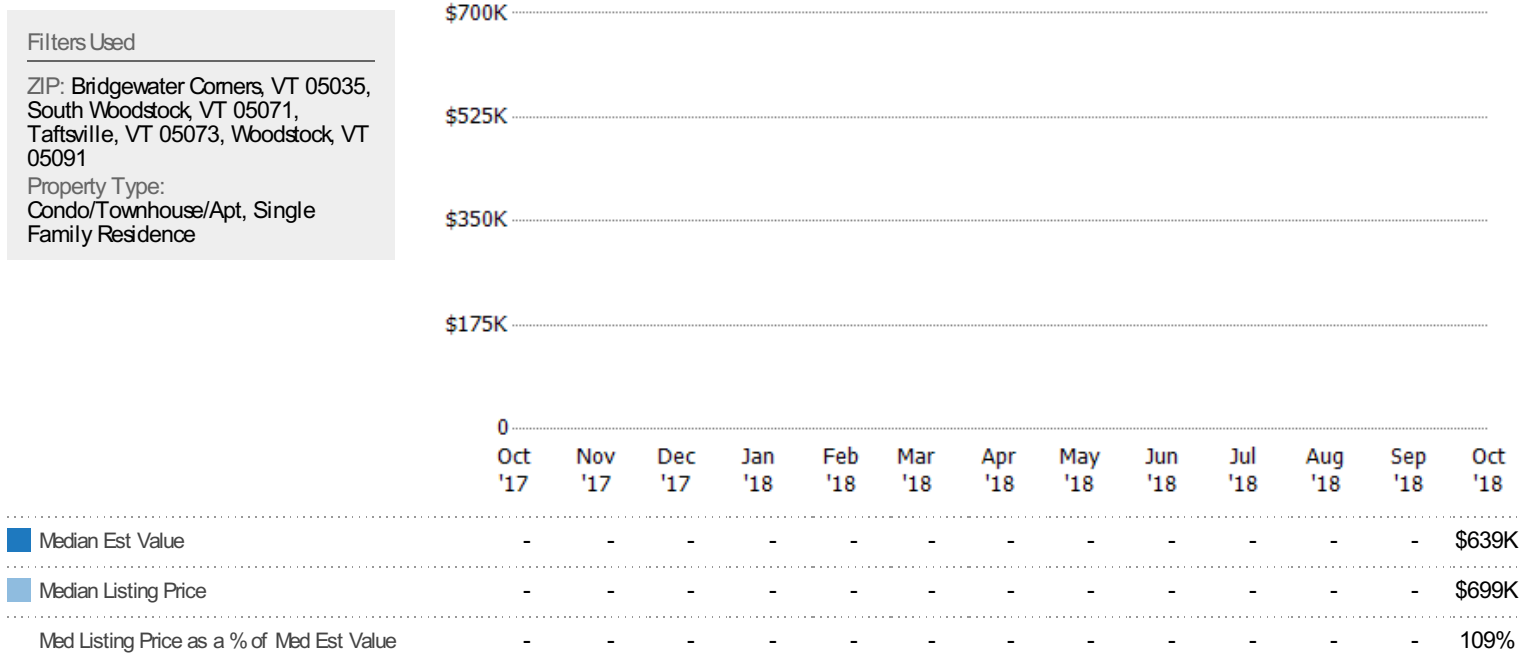 Filters Used
ZIP: Bridgewater Corners, VT 05035,
South Woodstock, VT 05071,
Taftsville, VT 05073, Woodstock, VT
05091
Property Type:
Condo/Townhouse/Apt, Single
Family Residence
$700K
$525K
$350K
$175K
0
Oct Nov Dec Jan Feb Mar Apr May Jun Jul Aug Sep Oct
'17 '17 '17 '18 '18 '18 '18 '18 '18 '18 '18 '18 '18
Median Est Value - - - - - - - - - - - - $639K
Median Listing Price - - - - - - - - - - - - $699K
Med Listing Price as a % of Med Est Value - - - - - - - - - - - - 109%